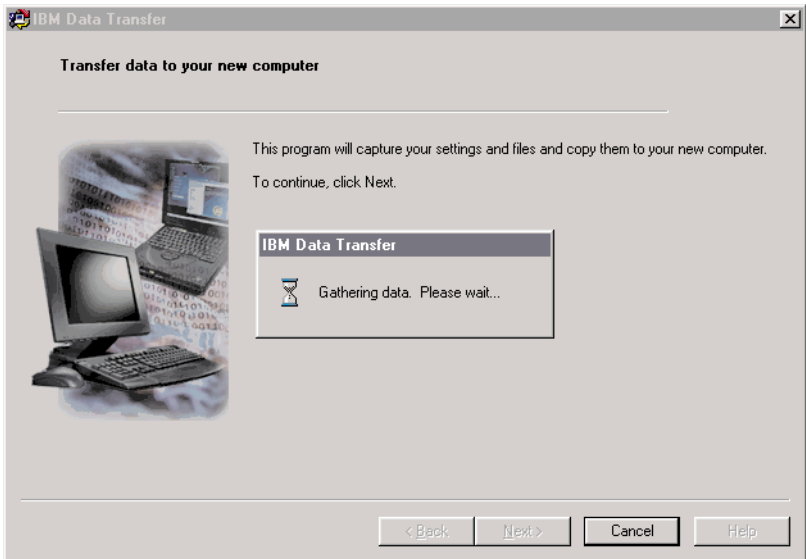 IBM Data Transfer
Transfer data to your new computer
This program will capture your settings and files and copy them to your new computer.
To continue, click Next.
IBM Data Transfer
Gathering data. Please wait...
< Back
Next >
Cancel
Help